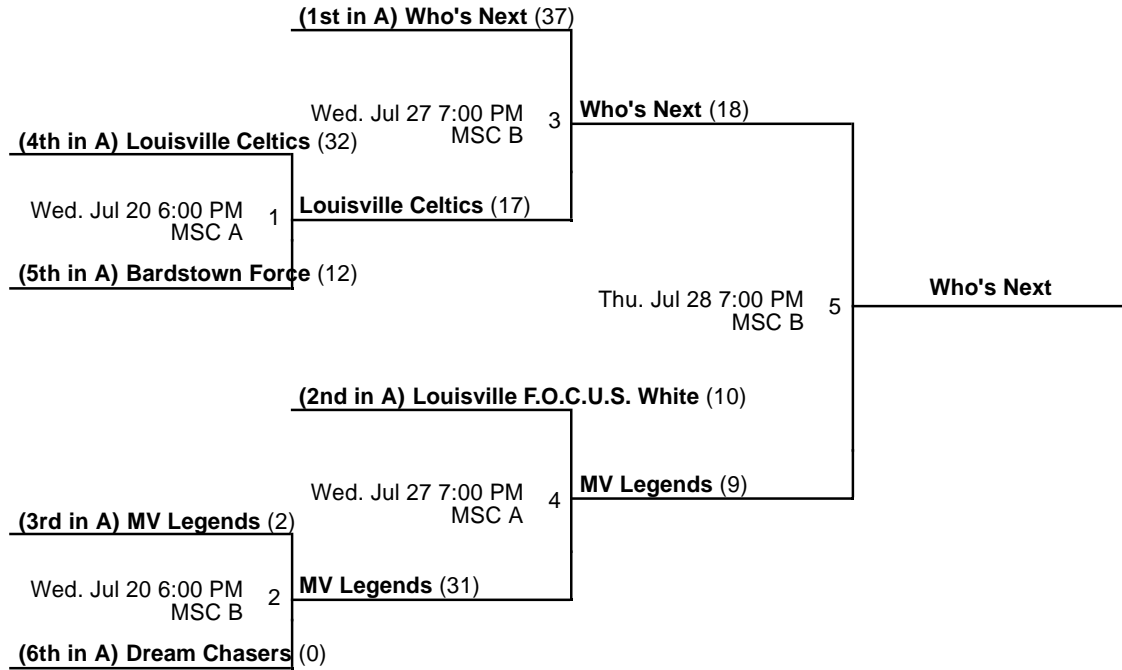 (1st in A) Who's Next (37)
Wed. Jul 27 7:00 PM
MSC B
3
Who's Next (18)
(4th in A) Louisville Celtics (32)
Wed. Jul 20 6:00 PM
MSC A
1
Louisville Celtics (17)
(5th in A) Bardstown Force (12)
Thu. Jul 28 7:00 PM
MSC B
5
Who's Next
(2nd in A) Louisville F.O.C.U.S. White (10)
Wed. Jul 27 7:00 PM
MSC A
4
MV Legends (9)
(3rd in A) MV Legends (2)
Wed. Jul 20 6:00 PM
MSC B
2
MV Legends (31)
(6th in A) Dream Chasers (0)